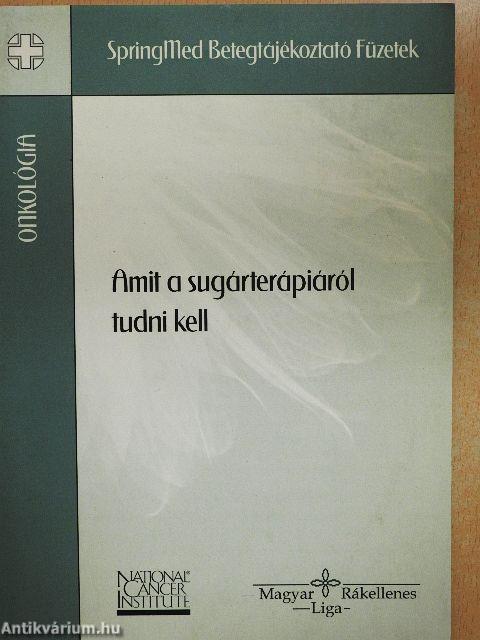 SpringMed Betegtájékoztató Füzetek
ONKOLÓGIA
Amit a sugárterápiáról
tudni kell
NATIONAL®
CANCER
INSTITUTE
Magyar Rákellenes
Liga
Antikvárium.hu